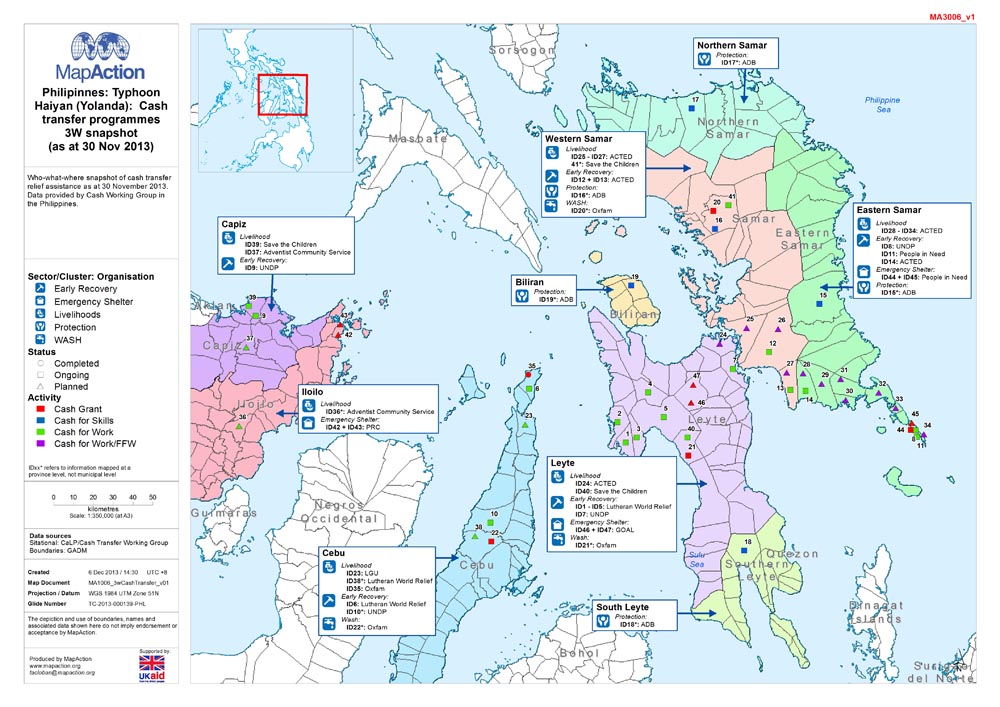 MA3006_v1
MapAction
Philipinnes: Typhoon
Haiyan (Yolanda): Cash
transfer programmes
3W snapshot
(as at 30 Nov 2013)
Who-what-where snapshot of cash transfer
relief assistance as at 30 November 2013.
Data provided by Cash Working Group in
the Philippines.
Sector/Cluster: Organisation
Early Recovery
Emergency Shelter
Livelihoods
Protection
WASH
Status
Completed
Ongoing
Planned
Activity
Cash Grant
Cash for Skills
Cash for Work
Cash for Work/FFW
IDxx* refers to information mapped at a
province level, not municipal level
0 10 20 30 40 50
kilometres
Scale: 1:350,000 (at A3)
Data sources
Sitational: CaLP/Cash Transfer Working Group
Boundaries: GADM
Created 6 Dec 2013 / 14:30 UTC +8
Map Document MA1006_3wCashTransfer_v01
Projection / Datum WGS 1984 UTM Zone 51N
Glide Number TC-2013-000139-PHL
The depiction and use of boundaries, names and
associated data shown here do not imply endorsement or
acceptance by MapAction.
Produced by MapAction
www.mapaction.org
tacloban@mapaction.org
Supported by:
UKaid
Sorsogon
Masbate
Philippine
Sea
Northern Samar
Protection:
ID17*: ADB
17
Northern
Samar
Western Samar
Livelihood
ID25 - ID27: ACTED
41*: Save the Children
Early Recovery:
ID12 + ID13: ACTED
Protection:
ID16*: ADB
WASH:
ID20*: Oxfam
20
41
16
Samar
Eastern
Samar
Eastern Samar
Livelihood
ID28 - ID34: ACTED
Early Recovery:
ID8: UNDP
ID11: People in Need
ID14: ACTED
Emergency Shelter:
ID44 + ID45: People in Need
Protection:
ID15*: ADB
15
Capiz
Livelihood
ID39: Save the Children
ID37: Adventist Community Service
Early Recovery:
ID9: UNDP
Aklan
39
9
37
Capiz
43
42
Biliran
Protection:
ID19*: ADB
19
Biliran
25
26
12
24
7
27
28
29
31
30
13
14
32
33
45
44
34
8
11
Iloilo
Livelihood
ID36*: Adventist Community Service
Emergency Shelter:
ID42 + ID43: PRC
36
Iloilo
35
6
23
4
47
46
2
5
1
3
40
21
Leyte
Leyte
Livelihood
ID24: ACTED
ID40: Save the Children
Early Recovery:
ID1 - ID5: Lutheran World Relief
ID7: UNDP
Emergency Shelter:
ID46 + ID47: GOAL
Wash:
ID21*: Oxfam
Guimaras
Negros
Occidental
10
38
22
Cebu
Cebu
Livelihood
ID23: LGU
ID38*: Lutheran World Relief
ID35: Oxfam
Early Recovery:
ID6: Lutheran World Relief
ID10*: UNDP
Wash:
ID22*: Oxfam
Sulu
Sea
18
Quezon
Southern
Leyte
South Leyte
Protection:
ID18*: ADB
Bohol
Dinagat
Islands
Surigao
del Norte